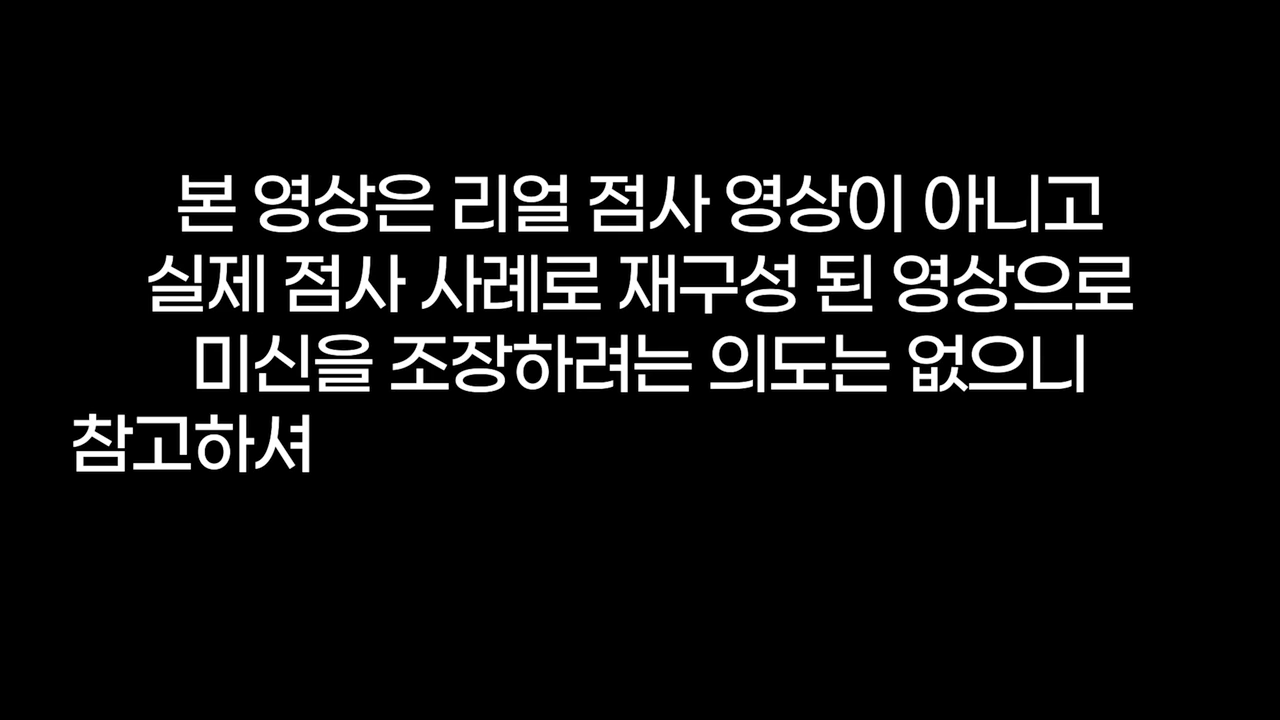 본 영상은 리얼 점사 영상이 아니고
실제 점사 사례로 재구성 된 영상으로
미신을 조장하려는 의도는 없으니
참고하셔